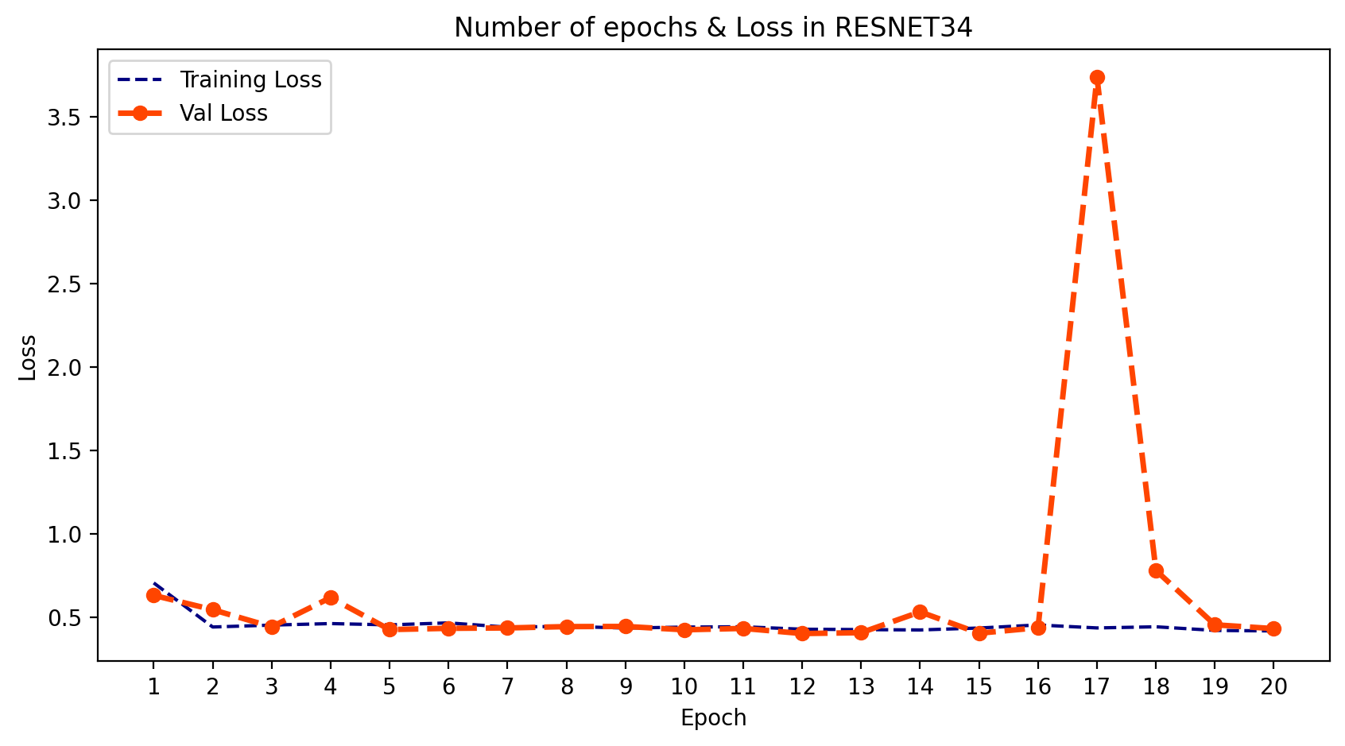 Number of epochs & Loss in RESNET34
Training Loss
Val Loss
3.5
3.0
2.5
2.0
1.5
1.0
0.5
Loss
1 2 3 4 5 6 7 8 9 10 11 12 13 14 15 16 17 18 19 20
Epoch